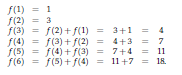 f(1) = 1
f(2) = 3
f(3) = f(2)+f(1) = 3+1 = 4
f(4) = f(3)+f(2) = 4+3 = 7
f(5) = f(4)+f(3) = 7+4 = 11
f(6) = f(5)+f(4) = 11+7 = 18.